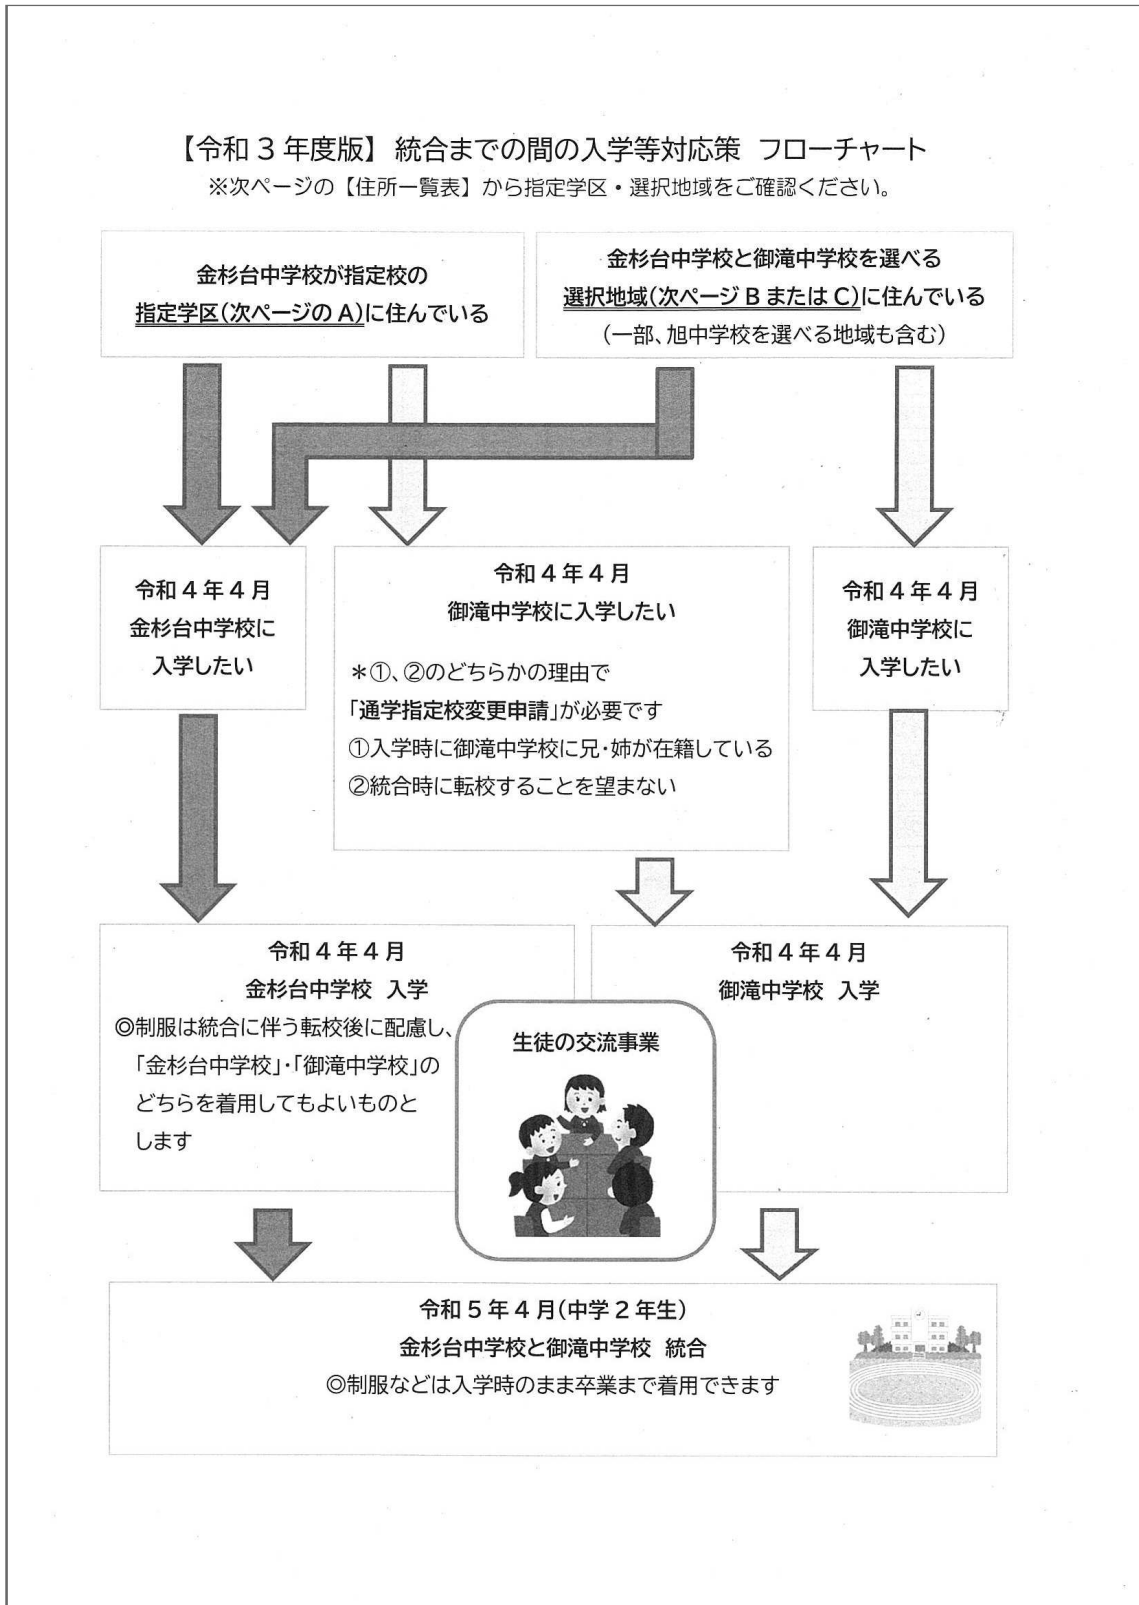 【令和3年度版】 統合までの間の入学等対応策 フローチャート
※次ページの【住所一覧表】から指定学区・選択地域をご確認ください。
金杉台中学校が指定校の
指定学区(次ページのA)に住んでいる
金杉台中学校と御滝中学校を選べる
選択地域(次ページBまたはC)に住んでいる
(一部、旭中学校を選べる地域も含む)
令和4年4月
金杉台中学校に
入学したい
令和4年4月
御滝中学校に入学したい
＊①、②のどちらかの理由で
「通学指定校変更申請」が必要です
①入学時に御滝中学校に兄・姉が在籍している
②統合時に転校することを望まない
令和4年4月
御滝中学校に
入学したい
令和4年4月
金杉台中学校 入学
◎制服は統合に伴う転校後に配慮し、
「金杉台中学校」・「御滝中学校」の
どちらを着用してもよいものと
します
生徒の交流事業
令和4年4月
御滝中学校 入学
令和5年4月(中学2年生)
金杉台中学校と御滝中学校 統合
◎制服などは入学時のまま卒業まで着用できます